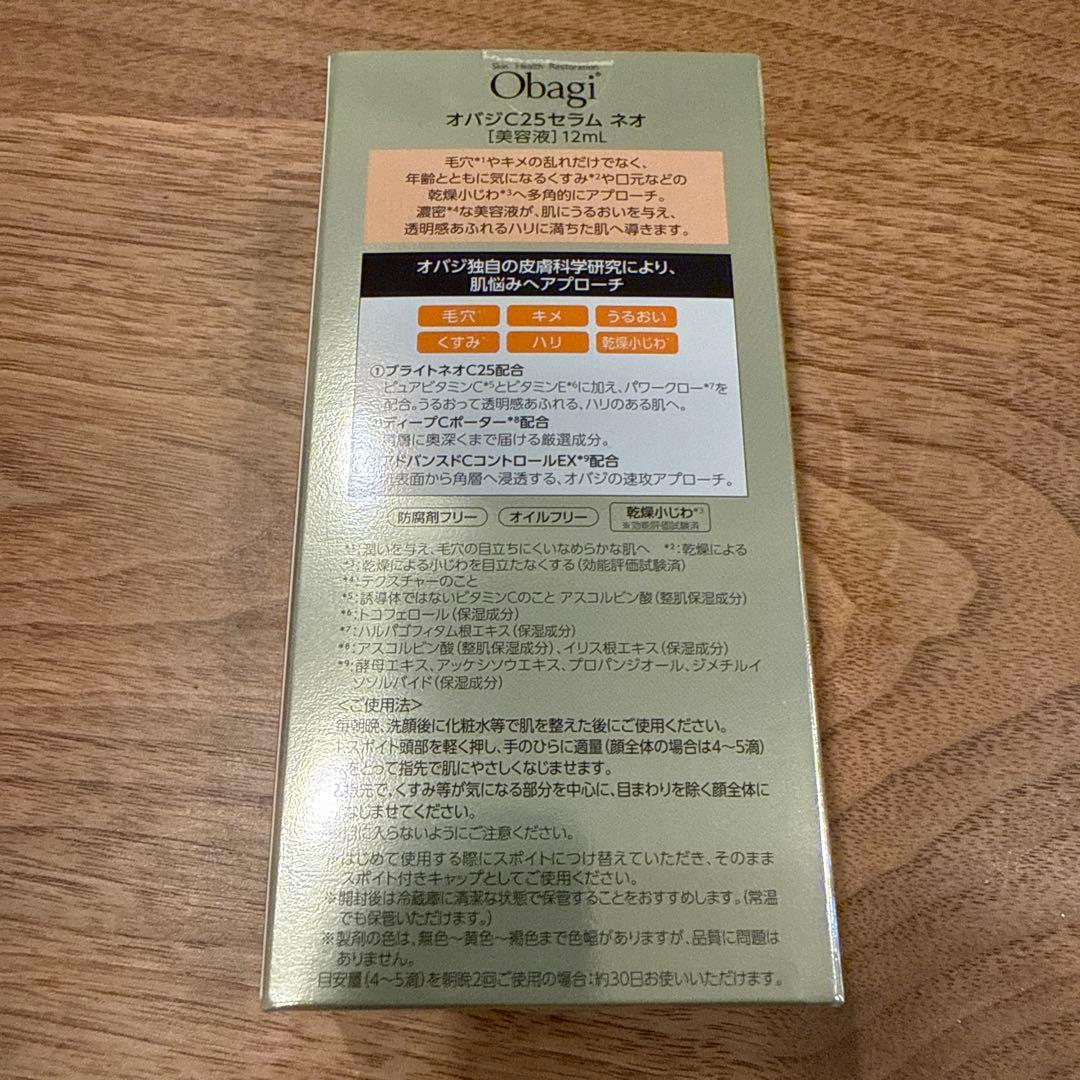 Skin Health Restoration
Obagi®
オバジC25セラム ネオ
[美容液] 12mL
毛穴*1やキメの乱れだけでなく、
年齢とともに気になるくすみ*2や口元などの
乾燥小じわ*3へ多角的にアプローチ。
濃密*4な美容液が、肌にうるおいを与え、
透明感あふれるハリに満ちた肌へ導きます。
オバジ独自の皮膚科学研究により、
肌悩みへアプローチ
毛穴*1 キメ うるおい
くすみ*2 ハリ 乾燥小じわ*3
①ブライトネオC25配合
ピュアビタミンC*5とビタミンE*6に加え、パワークロー*7を
配合。うるおって透明感あふれる、ハリのある肌へ。
②ディープCポーター*8配合
角層に奥深くまで届ける厳選成分。
アドバンスドCコントロールEX*9配合
表面から角層へ浸透する、オバジの速攻アプローチ。
防腐剤フリー オイルフリー 乾燥小じわ*3
※効能評価試験済
*1:潤いを与え、毛穴の目立ちにくいなめらかな肌へ *2:乾燥による
*3:乾燥による小じわを目立たなくする(効能評価試験済)
*4:テクスチャーのこと
*5:誘導体ではないビタミンCのこと アスコルビン酸(整肌保湿成分)
*6:トコフェロール(保湿成分)
*7:ハルパゴフィタム根エキス(保湿成分)
*8:アスコルビン酸(整肌保湿成分)、イリス根エキス(保湿成分)
*9:酵母エキス、アッケシソウエキス、プロパンジオール、ジメチルイ
ソソルバイド(保湿成分)
<ご使用法>
毎朝晩、洗顔後に化粧水等で肌を整えた後にご使用ください。
1.スポイト頭部を軽く押し、手のひらに適量(顔全体の場合は4〜5滴)
をとって指先で肌にやさしくなじませます。
2.指元で、くすみ等が気になる部分を中心に、目まわりを除く顔全体に
なじませてください。
目に入らないようにご注意ください。
※はじめて使用する際にスポイトにつけ替えていただき、そのまま
スポイト付きキャップとしてご使用ください。
※開封後は冷蔵庫に清潔な状態で保管することをおすすめします。(常温
でも保管いただけます。)
※製剤の色は、無色〜黄色〜褐色まで色幅がありますが、品質に問題は
ありません。
目安量(4〜5滴)を朝晩2回ご使用の場合:約30日お使いいただけます。